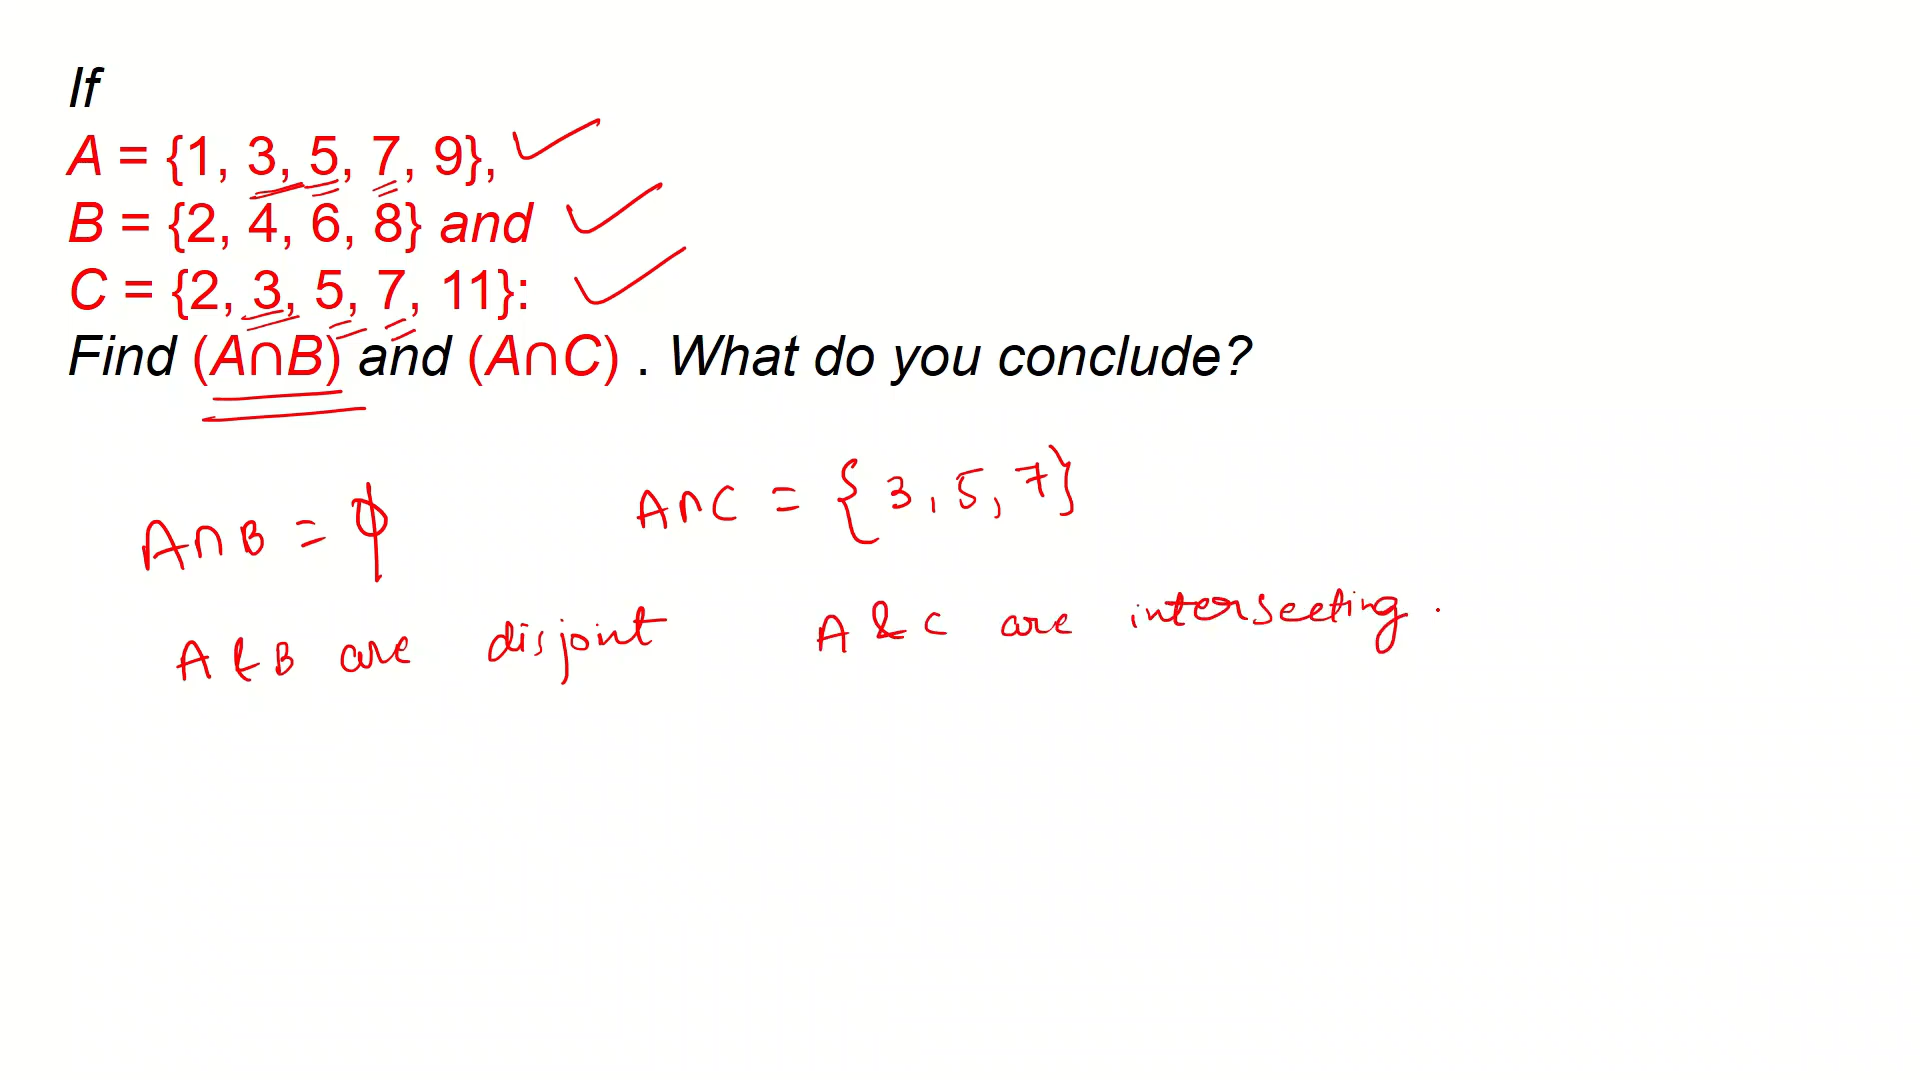 If
A = {1, 3, 5, 7, 9},
B = {2, 4, 6, 8} and
C = {2, 3, 5, 7, 11}:
Find (A∩B) and (A∩C) . What do you conclude?
A∩B = ϕ
A∩C = {3, 5, 7}
A & B are disjoint
A & C are intersecting.